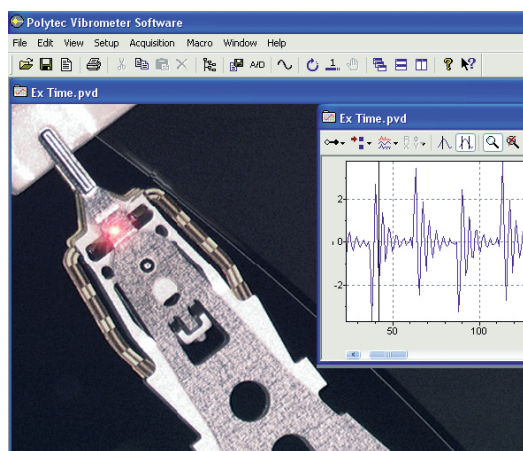 Polytec Vibrometer Software
File Edit View Setup Acquisition Macro Window Help
A/D
1
Ex Time.pvd
Ex Time.pvd
2
0
-2
50
100